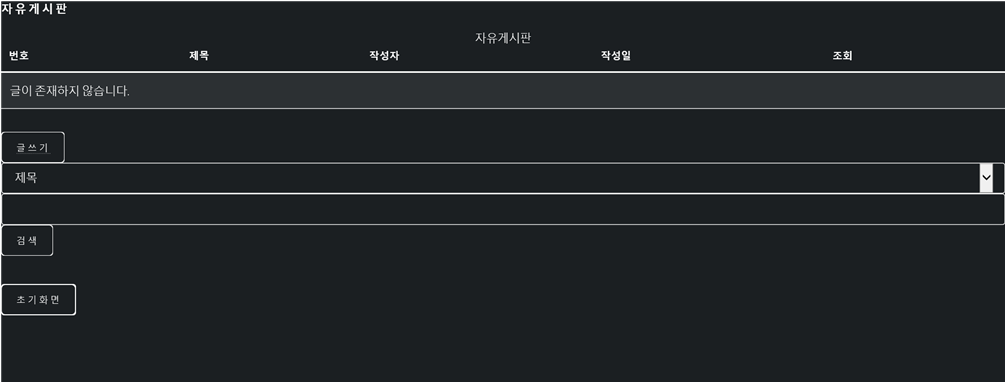 자유게시판
자유게시판
번호 제목 작성자 작성일 조회
글이 존재하지 않습니다.
글쓰기
제목
검색
초기화면